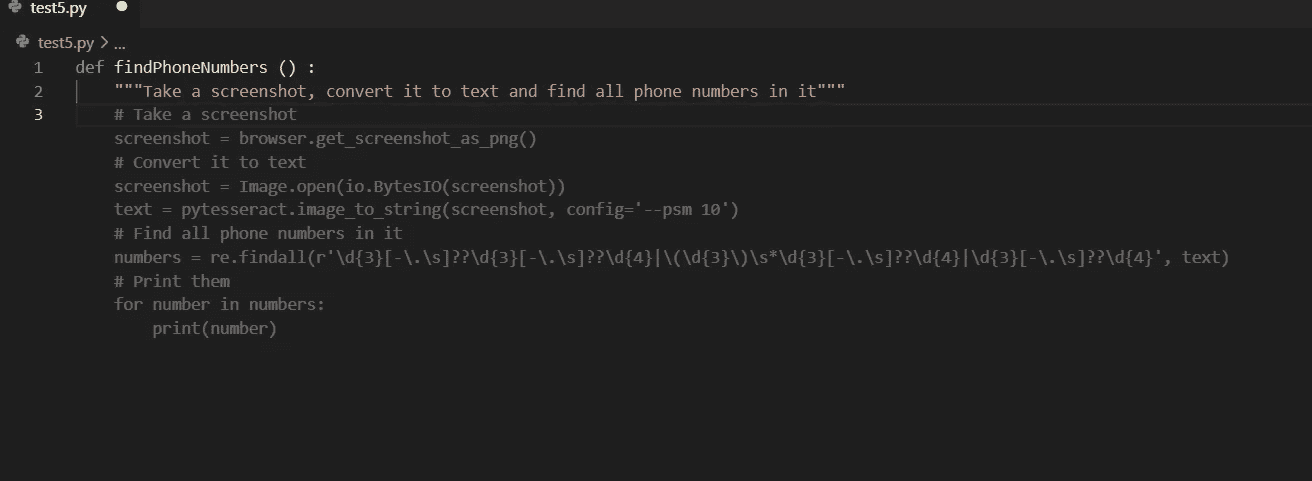 test5.py
test5.py > ...
1 def findPhoneNumbers () :
2 """Take a screenshot, convert it to text and find all phone numbers in it"""
3 # Take a screenshot
screenshot = browser.get_screenshot_as_png()
# Convert it to text
screenshot = Image.open(io.BytesIO(screenshot))
text = pytesseract.image_to_string(screenshot, config='--psm 10')
# Find all phone numbers in it
numbers = re.findall(r'\d{3}[-\.\s]??\d{3}[-\.\s]??\d{4}|\(\d{3}\)\s*\d{3}[-\.\s]??\d{4}|\d{3}[-\.\s]??\d{4}', text)
# Print them
for number in numbers:
print(number)